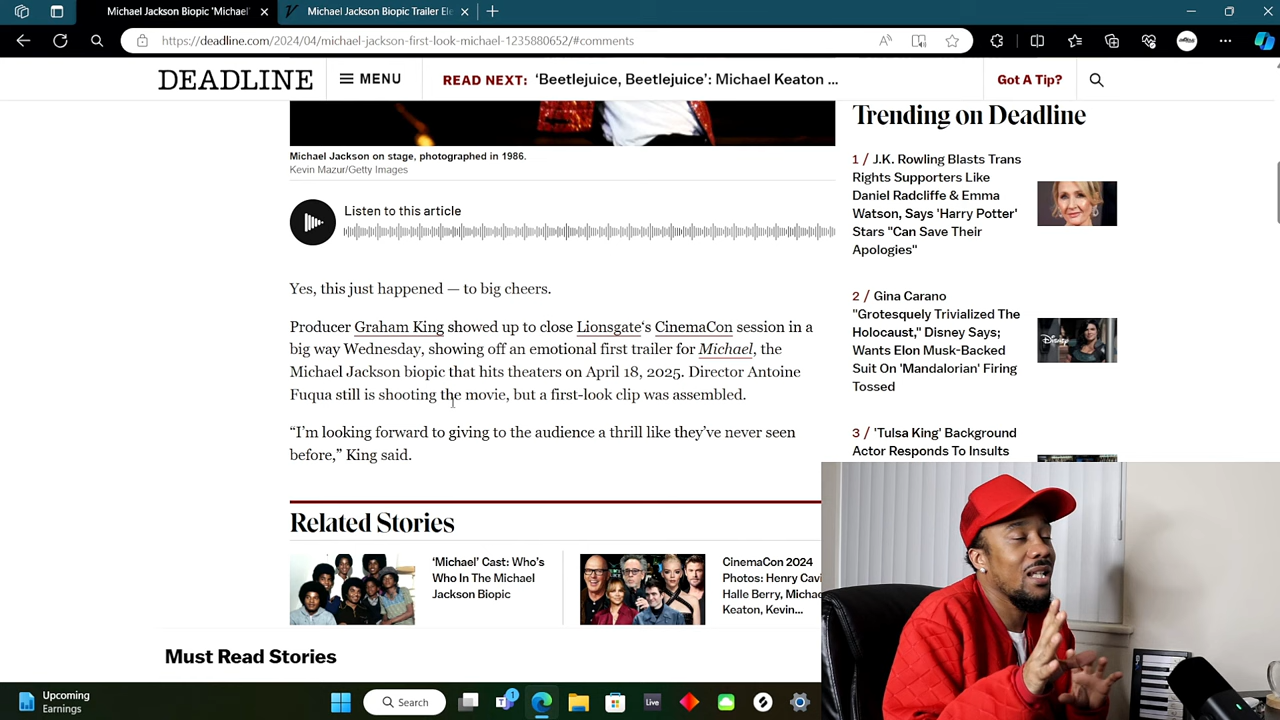 Michael Jackson Biopic 'Michael'
Michael Jackson Biopic Trailer Ele
https://deadline.com/2024/04/michael-jackson-first-look-michael-1235880652/#comments
DEADLINE
MENU
READ NEXT: 'Beetlejuice, Beetlejuice': Michael Keaton ...
Got A Tip?
Michael Jackson on stage, photographed in 1986.
Kevin Mazur/Getty Images
Listen to this article
Yes, this just happened — to big cheers.
Producer Graham King showed up to close Lionsgate‘s CinemaCon session in a
big way Wednesday, showing off an emotional first trailer for Michael, the
Michael Jackson biopic that hits theaters on April 18, 2025. Director Antoine
Fuqua still is shooting the movie, but a first-look clip was assembled.
“I'm looking forward to giving to the audience a thrill like they've never seen
before,” King said.
Related Stories
'Michael' Cast: Who's
Who In The Michael
Jackson Biopic
CinemaCon 2024
Photos: Henry Cavi
Halle Berry, Michae
Keaton, Kevin...
Must Read Stories
Trending on Deadline
1 / J.K. Rowling Blasts Trans
Rights Supporters Like
Daniel Radcliffe & Emma
Watson, Says 'Harry Potter'
Stars "Can Save Their
Apologies"
2 / Gina Carano
"Grotesquely Trivialized The
Holocaust," Disney Says;
Wants Elon Musk-Backed
Suit On 'Mandalorian' Firing
Tossed
Disney
3 / 'Tulsa King' Background
Actor Responds To Insults
Upcoming
Earnings
Search
1
Live